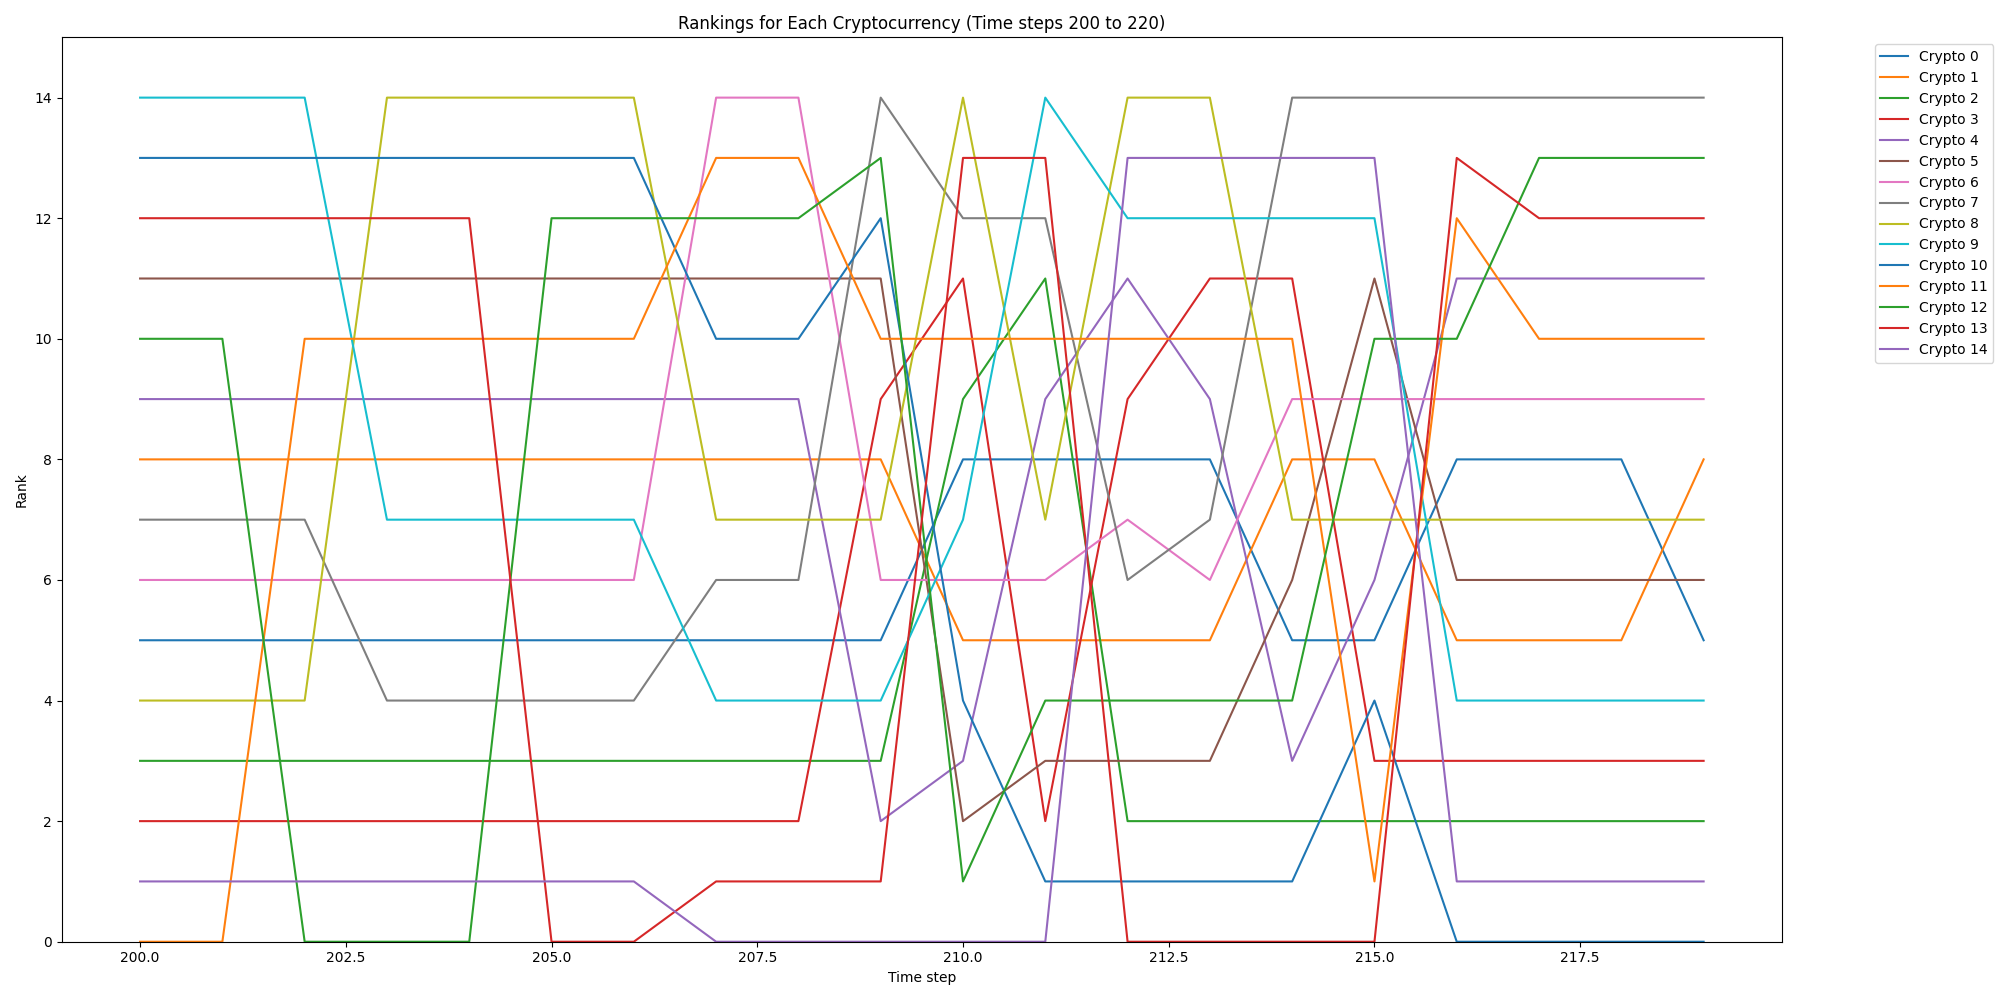 Rankings for Each Cryptocurrency (Time steps 200 to 220)
Rank
14
12
10
8
6
4
2
0
200.0 202.5 205.0 207.5 210.0 212.5 215.0 217.5
Time step
Crypto 0
Crypto 1
Crypto 2
Crypto 3
Crypto 4
Crypto 5
Crypto 6
Crypto 7
Crypto 8
Crypto 9
Crypto 10
Crypto 11
Crypto 12
Crypto 13
Crypto 14